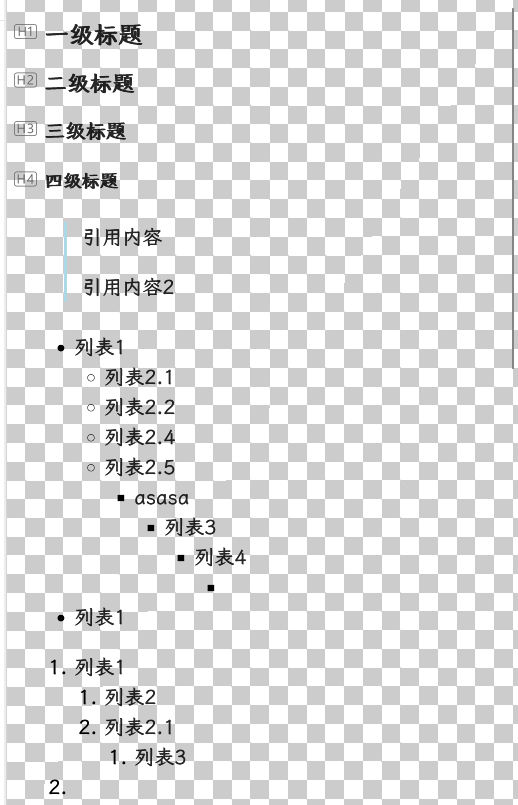 H1 一级标题
H2 二级标题
H3 三级标题
H4 四级标题
引用内容
引用内容2
列表1
列表2.1
列表2.2
列表2.4
列表2.5
asasa
列表3
列表4
列表1
1. 列表1
1. 列表2
2. 列表2.1
1. 列表3
2.